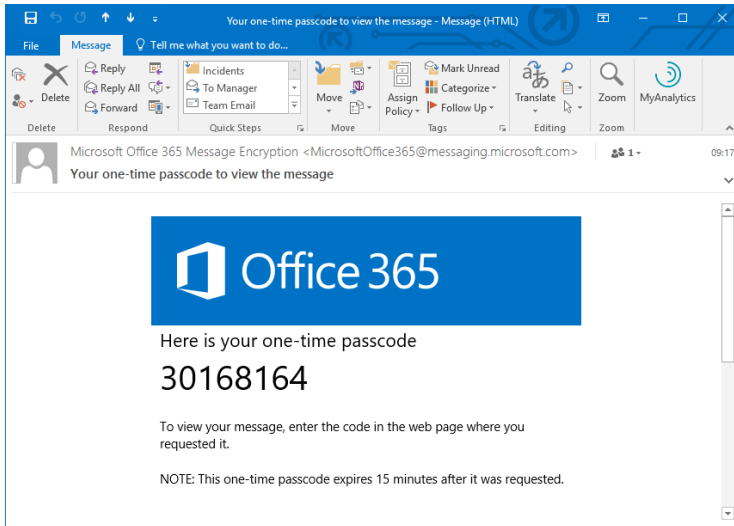 Your one-time passcode to view the message - Message (HTML)
File Message Tell me what you want to do...
Delete
Reply
Reply All
Forward
Incidents
To Manager
Team Email
Move
Assign Policy
Mark Unread
Categorize
Follow Up
Translate
Zoom
MyAnalytics
Delete Respond Quick Steps Move Tags Editing Zoom
Microsoft Office 365 Message Encryption <MicrosoftOffice365@messaging.microsoft.com> 1 09:17
Your one-time passcode to view the message
Office 365
Here is your one-time passcode
30168164
To view your message, enter the code in the web page where you
requested it.
NOTE: This one-time passcode expires 15 minutes after it was requested.